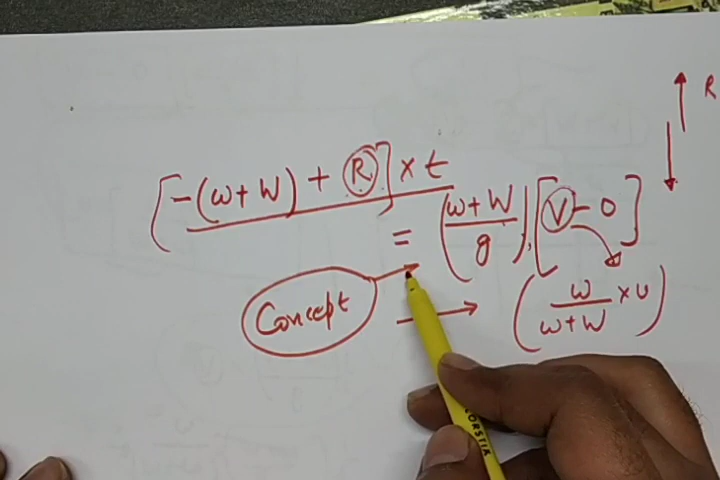 [-(w+W) + R] × t
= (w+W / g) . [V - 0]
Concept → (w / w+W × u)
R